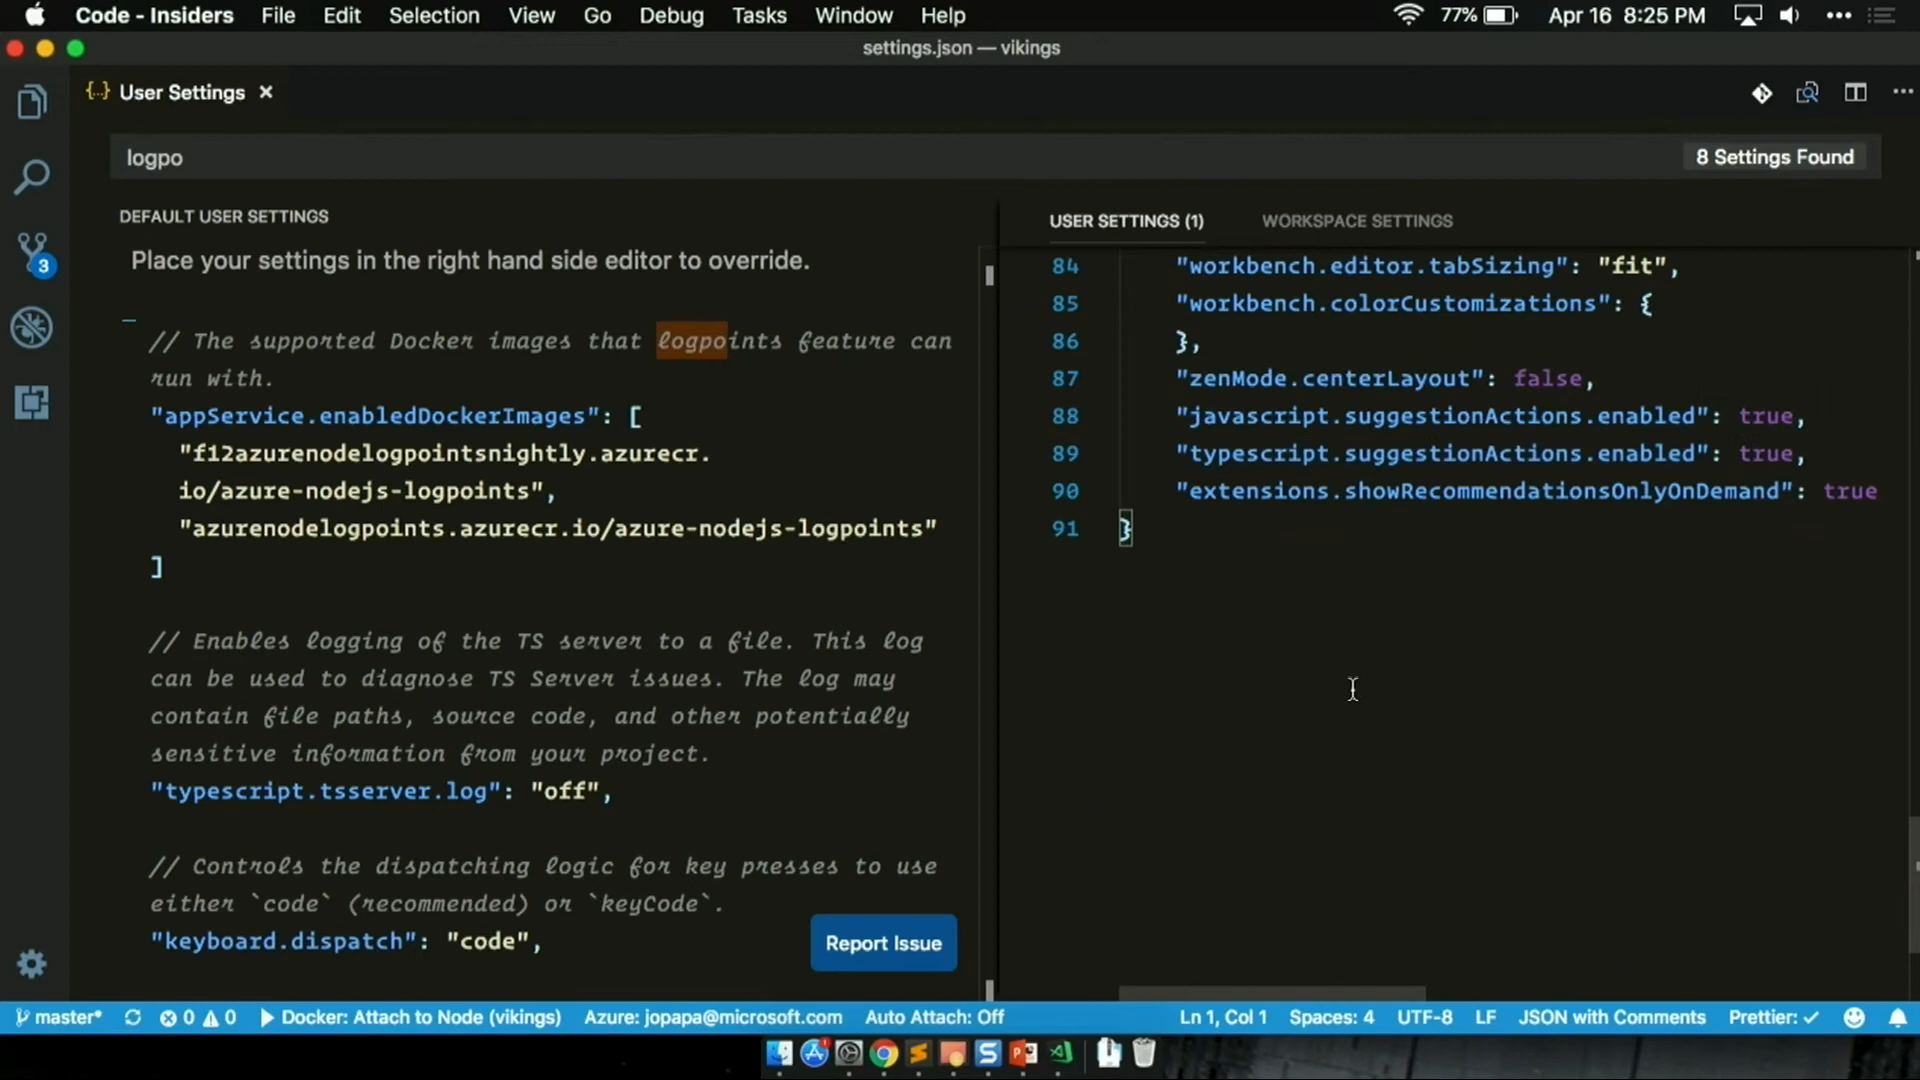 Code - Insiders File Edit Selection View Go Debug Tasks Window Help 77% Apr 16 8:25 PM
settings.json — vikings
{..} User Settings
logpo 8 Settings Found
DEFAULT USER SETTINGS
Place your settings in the right hand side editor to override.
// The supported Docker images that logpoints feature can
run with.
"appService.enabledDockerImages": [
"f12azurenodelogpointsnightly.azurecr.
io/azure-nodejs-logpoints",
"azurenodelogpoints.azurecr.io/azure-nodejs-logpoints"
]
// Enables logging of the TS server to a file. This log
can be used to diagnose TS Server issues. The log may
contain file paths, source code, and other potentially
sensitive information from your project.
"typescript.tsserver.log": "off",
// Controls the dispatching logic for key presses to use
either `code` (recommended) or `keyCode`.
"keyboard.dispatch": "code",
Report Issue
USER SETTINGS (1) WORKSPACE SETTINGS
84 "workbench.editor.tabSizing": "fit",
85 "workbench.colorCustomizations": {
86 },
87 "zenMode.centerLayout": false,
88 "javascript.suggestionActions.enabled": true,
89 "typescript.suggestionActions.enabled": true,
90 "extensions.showRecommendationsOnlyOnDemand": true
91 }
3
master* 0 0 Docker: Attach to Node (vikings) Azure: jopapa@microsoft.com Auto Attach: Off Ln 1, Col 1 Spaces: 4 UTF-8 LF JSON with Comments Prettier: ✓